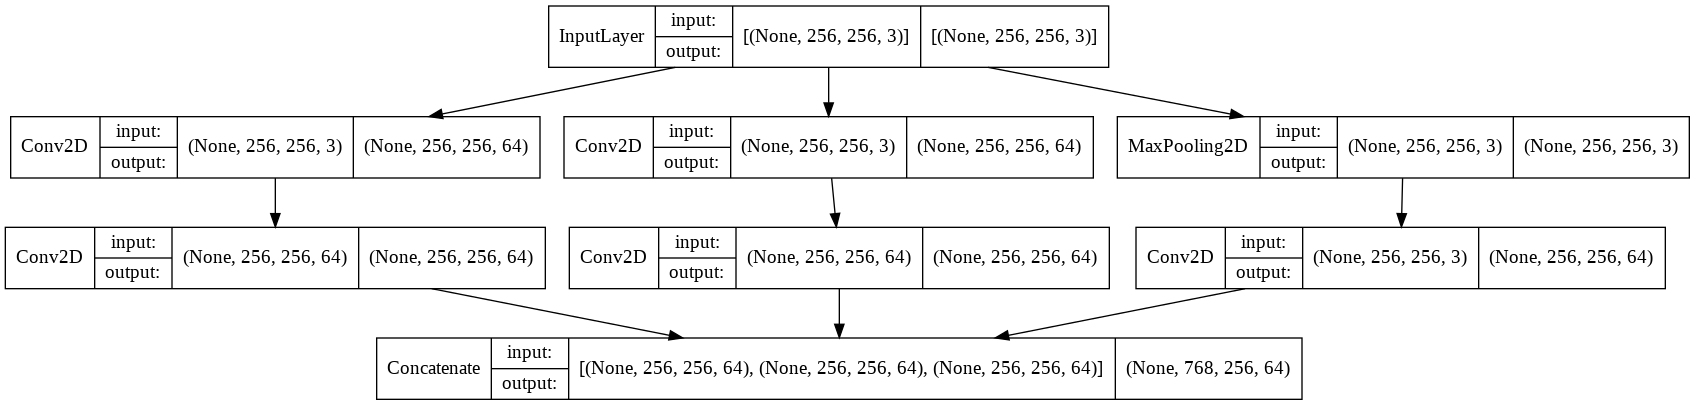 InputLayer input: output: [(None, 256, 256, 3)] [(None, 256, 256, 3)]
Conv2D input: output: (None, 256, 256, 3) (None, 256, 256, 64)
Conv2D input: output: (None, 256, 256, 3) (None, 256, 256, 64)
MaxPooling2D input: output: (None, 256, 256, 3) (None, 256, 256, 3)
Conv2D input: output: (None, 256, 256, 64) (None, 256, 256, 64)
Conv2D input: output: (None, 256, 256, 64) (None, 256, 256, 64)
Conv2D input: output: (None, 256, 256, 3) (None, 256, 256, 64)
Concatenate input: output: [(None, 256, 256, 64), (None, 256, 256, 64), (None, 256, 256, 64)] (None, 768, 256, 64)